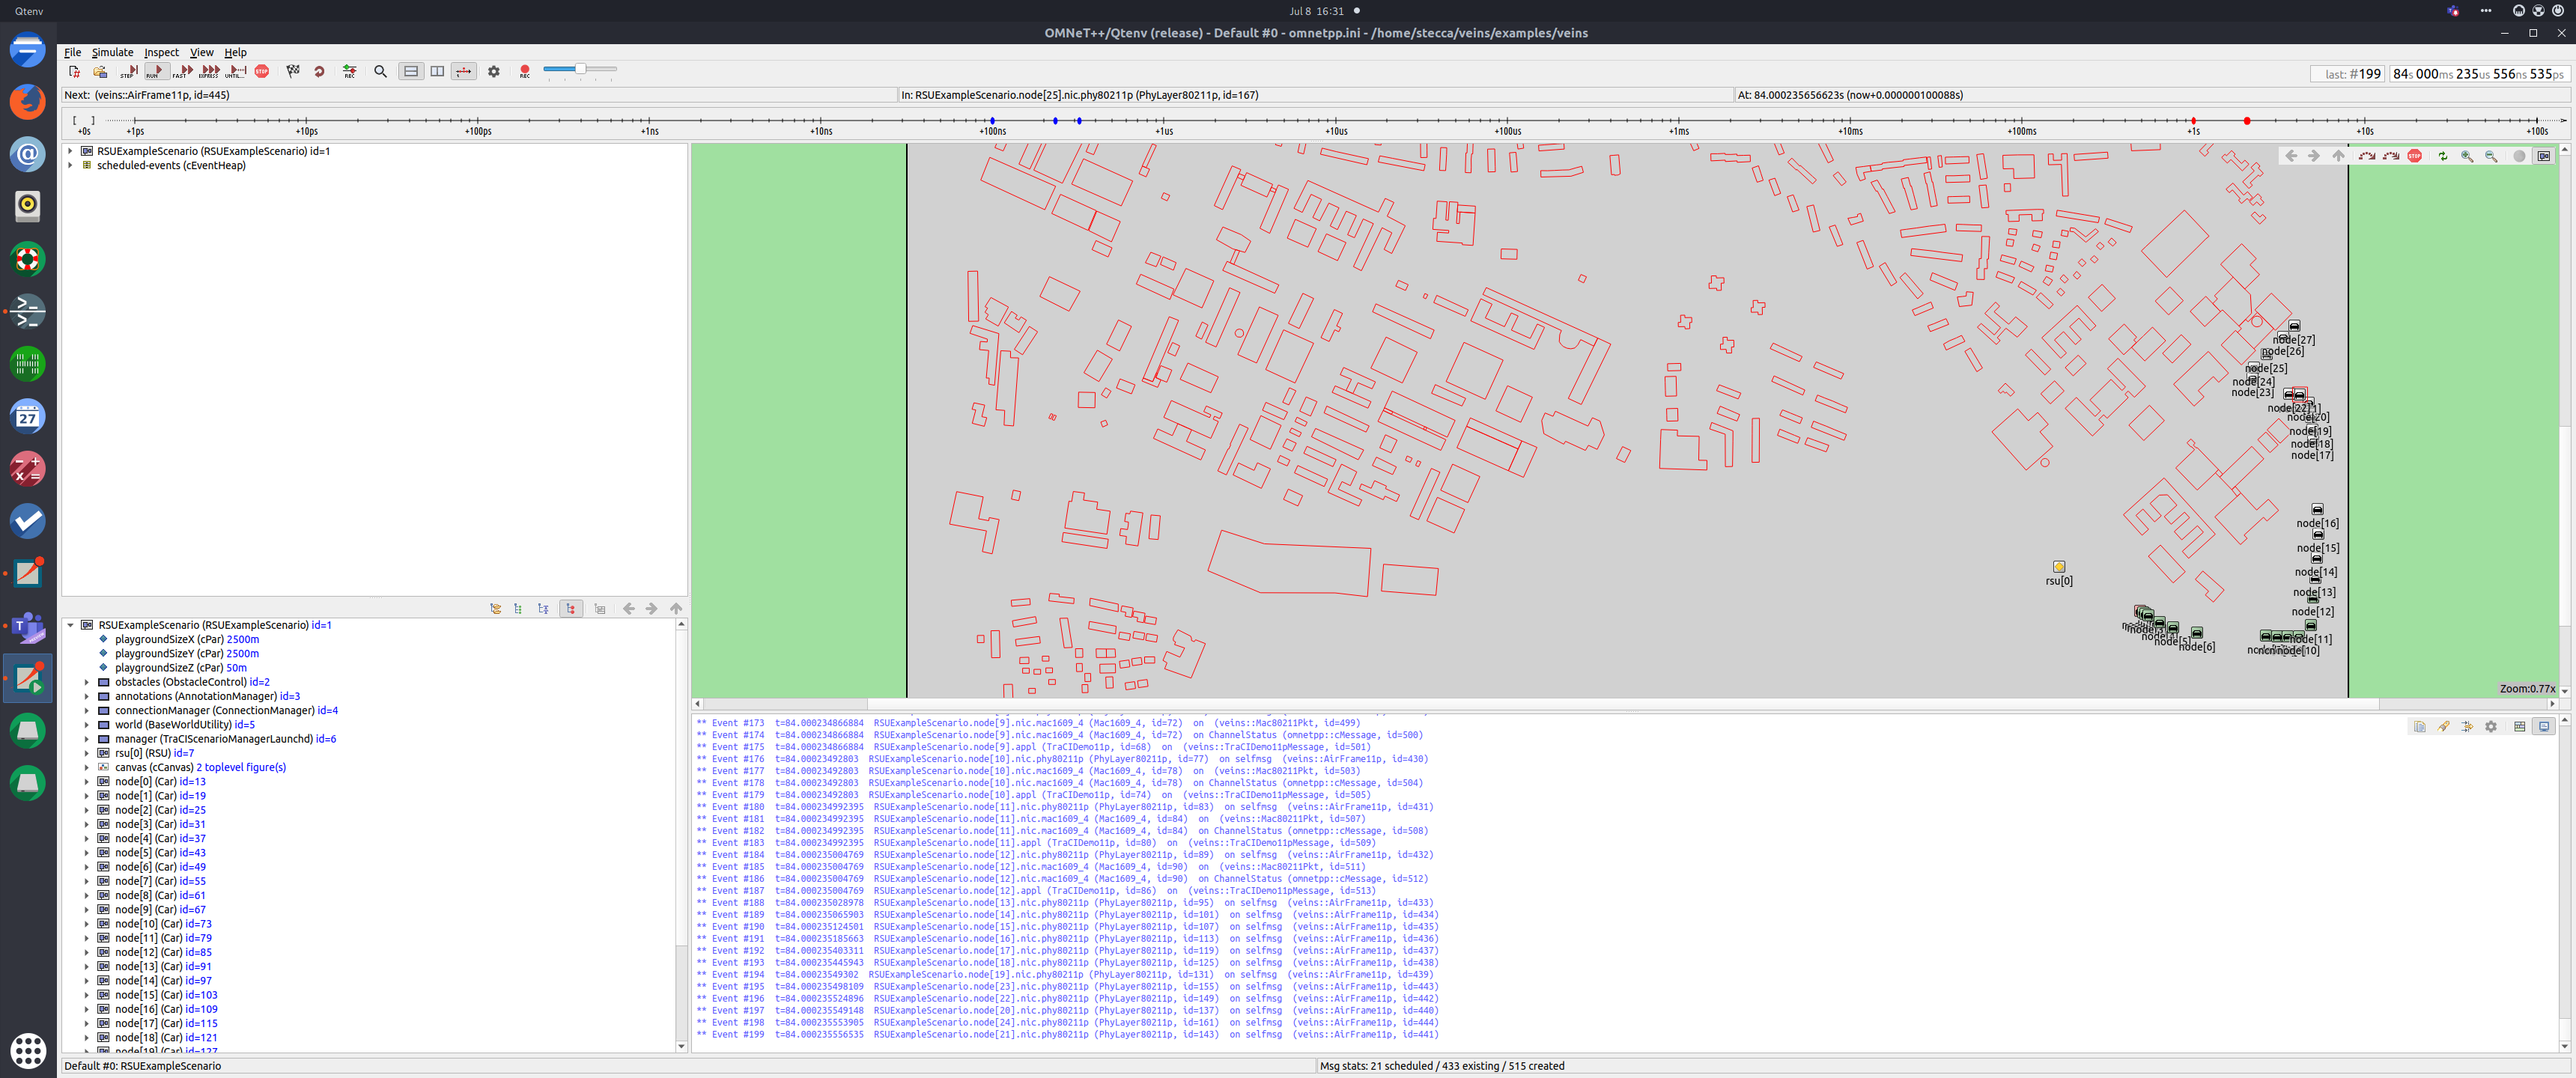 Qtenv
Jul 8 16:31
OMNeT++/Qtenv (release) - Default #0 - omnetpp.ini - /home/stecca/veins/examples/veins
File Simulate Inspect View Help
STEP RUN FAST EXPRESS UNTIL... STOP REC REC
last: #199 84s 000ms 235us 556ns 535ps
Next: (veins::AirFrame11p, id=445) In: RSUExampleScenario.node[25].nic.phy80211p (PhyLayer80211p, id=167) At: 84.000235656623s (now+0.000000100088s)
[ ]
+0s +1ps +10ps +100ps +1ns +10ns +100ns +1us +10us +100us +1ms +10ms +100ms +1s +10s +100s
RSUExampleScenario (RSUExampleScenario) id=1
scheduled-events (cEventHeap)
RSUExampleScenario (RSUExampleScenario) id=1
playgroundSizeX (cPar) 2500m
playgroundSizeY (cPar) 2500m
playgroundSizeZ (cPar) 50m
obstacles (ObstacleControl) id=2
annotations (AnnotationManager) id=3
connectionManager (ConnectionManager) id=4
world (BaseWorldUtility) id=5
manager (TraCIScenarioManagerLaunchd) id=6
rsu[0] (RSU) id=7
canvas (cCanvas) 2 toplevel figure(s)
node[0] (Car) id=13
node[1] (Car) id=19
node[2] (Car) id=25
node[3] (Car) id=31
node[4] (Car) id=37
node[5] (Car) id=43
node[6] (Car) id=49
node[7] (Car) id=55
node[8] (Car) id=61
node[9] (Car) id=67
node[10] (Car) id=73
node[11] (Car) id=79
node[12] (Car) id=85
node[13] (Car) id=91
node[14] (Car) id=97
node[15] (Car) id=103
node[16] (Car) id=109
node[17] (Car) id=115
node[18] (Car) id=121
node[19] (Car) id=127
STOP
node[27]
node[26]
node[25]
node[24]
node[23]
node[20]
node[19]
node[18]
node[17]
node[16]
node[15]
node[14]
rsu[0]
node[13]
node[12]
node[11]
node[6]
node[10]
Zoom:0.77x
** Event #173 t=84.000234866884 RSUExampleScenario.node[9].nic.mac1609_4 (Mac1609_4, id=72) on (veins::Mac80211Pkt, id=499)
** Event #174 t=84.000234866884 RSUExampleScenario.node[9].nic.mac1609_4 (Mac1609_4, id=72) on ChannelStatus (omnetpp::cMessage, id=500)
** Event #175 t=84.000234866884 RSUExampleScenario.node[9].appl (TraCIDemo11p, id=68) on (veins::TraCIDemo11pMessage, id=501)
** Event #176 t=84.00023492803 RSUExampleScenario.node[10].nic.phy80211p (PhyLayer80211p, id=77) on selfmsg (veins::AirFrame11p, id=430)
** Event #177 t=84.00023492803 RSUExampleScenario.node[10].nic.mac1609_4 (Mac1609_4, id=78) on (veins::Mac80211Pkt, id=503)
** Event #178 t=84.00023492803 RSUExampleScenario.node[10].nic.mac1609_4 (Mac1609_4, id=78) on ChannelStatus (omnetpp::cMessage, id=504)
** Event #179 t=84.00023492803 RSUExampleScenario.node[10].appl (TraCIDemo11p, id=74) on (veins::TraCIDemo11pMessage, id=505)
** Event #180 t=84.000234992395 RSUExampleScenario.node[11].nic.phy80211p (PhyLayer80211p, id=83) on selfmsg (veins::AirFrame11p, id=431)
** Event #181 t=84.000234992395 RSUExampleScenario.node[11].nic.mac1609_4 (Mac1609_4, id=84) on (veins::Mac80211Pkt, id=507)
** Event #182 t=84.000234992395 RSUExampleScenario.node[11].nic.mac1609_4 (Mac1609_4, id=84) on ChannelStatus (omnetpp::cMessage, id=508)
** Event #183 t=84.000234992395 RSUExampleScenario.node[11].appl (TraCIDemo11p, id=80) on (veins::TraCIDemo11pMessage, id=509)
** Event #184 t=84.000235004769 RSUExampleScenario.node[12].nic.phy80211p (PhyLayer80211p, id=89) on selfmsg (veins::AirFrame11p, id=432)
** Event #185 t=84.000235004769 RSUExampleScenario.node[12].nic.mac1609_4 (Mac1609_4, id=90) on (veins::Mac80211Pkt, id=511)
** Event #186 t=84.000235004769 RSUExampleScenario.node[12].nic.mac1609_4 (Mac1609_4, id=90) on ChannelStatus (omnetpp::cMessage, id=512)
** Event #187 t=84.000235004769 RSUExampleScenario.node[12].appl (TraCIDemo11p, id=86) on (veins::TraCIDemo11pMessage, id=513)
** Event #188 t=84.000235028978 RSUExampleScenario.node[13].nic.phy80211p (PhyLayer80211p, id=95) on selfmsg (veins::AirFrame11p, id=433)
** Event #189 t=84.000235065903 RSUExampleScenario.node[14].nic.phy80211p (PhyLayer80211p, id=101) on selfmsg (veins::AirFrame11p, id=434)
** Event #190 t=84.000235124501 RSUExampleScenario.node[15].nic.phy80211p (PhyLayer80211p, id=107) on selfmsg (veins::AirFrame11p, id=435)
** Event #191 t=84.000235185663 RSUExampleScenario.node[16].nic.phy80211p (PhyLayer80211p, id=113) on selfmsg (veins::AirFrame11p, id=436)
** Event #192 t=84.000235403311 RSUExampleScenario.node[17].nic.phy80211p (PhyLayer80211p, id=119) on selfmsg (veins::AirFrame11p, id=437)
** Event #193 t=84.000235445943 RSUExampleScenario.node[18].nic.phy80211p (PhyLayer80211p, id=125) on selfmsg (veins::AirFrame11p, id=438)
** Event #194 t=84.00023549302 RSUExampleScenario.node[19].nic.phy80211p (PhyLayer80211p, id=131) on selfmsg (veins::AirFrame11p, id=439)
** Event #195 t=84.000235498109 RSUExampleScenario.node[23].nic.phy80211p (PhyLayer80211p, id=155) on selfmsg (veins::AirFrame11p, id=443)
** Event #196 t=84.000235524896 RSUExampleScenario.node[22].nic.phy80211p (PhyLayer80211p, id=149) on selfmsg (veins::AirFrame11p, id=442)
** Event #197 t=84.000235549148 RSUExampleScenario.node[20].nic.phy80211p (PhyLayer80211p, id=137) on selfmsg (veins::AirFrame11p, id=440)
** Event #198 t=84.000235553905 RSUExampleScenario.node[24].nic.phy80211p (PhyLayer80211p, id=161) on selfmsg (veins::AirFrame11p, id=444)
** Event #199 t=84.000235556535 RSUExampleScenario.node[21].nic.phy80211p (PhyLayer80211p, id=143) on selfmsg (veins::AirFrame11p, id=441)
Default #0: RSUExampleScenario
Msg stats: 21 scheduled / 433 existing / 515 created
27